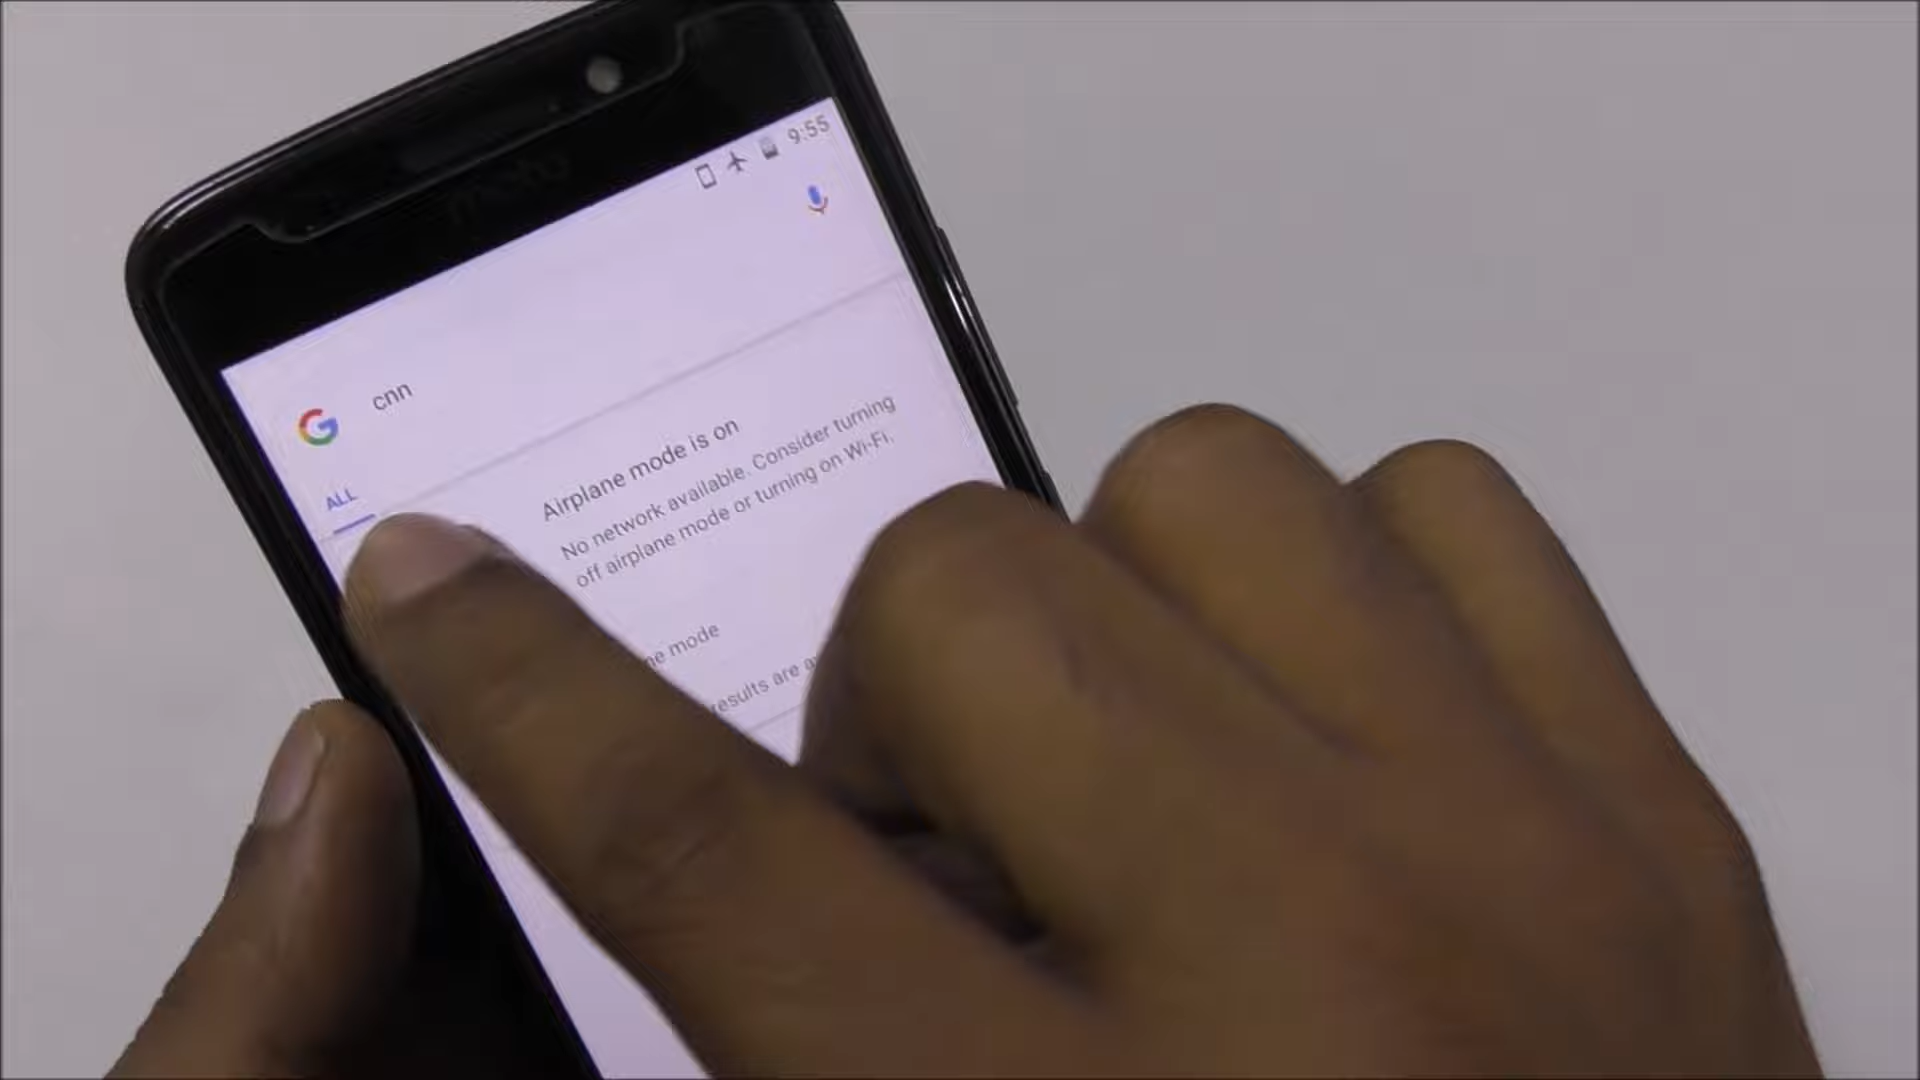 moto
9:55
cnn
ALL
Airplane mode is on
No network available. Consider turning
off airplane mode or turning on Wi-Fi.
mode
results are